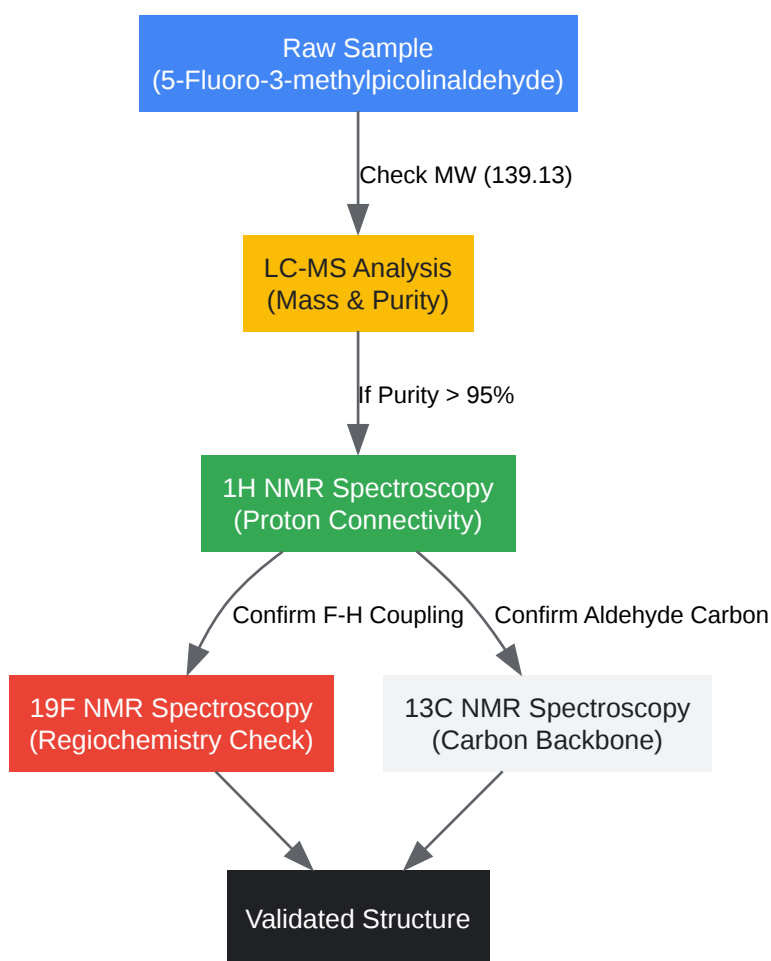 Raw Sample
(5-Fluoro-3-methylpicolinaldehyde)
Check MW (139.13)
LC-MS Analysis
(Mass & Purity)
If Purity > 95%
1H NMR Spectroscopy
(Proton Connectivity)
Confirm F-H Coupling
Confirm Aldehyde Carbon
19F NMR Spectroscopy
(Regiochemistry Check)
13C NMR Spectroscopy
(Carbon Backbone)
Validated Structure